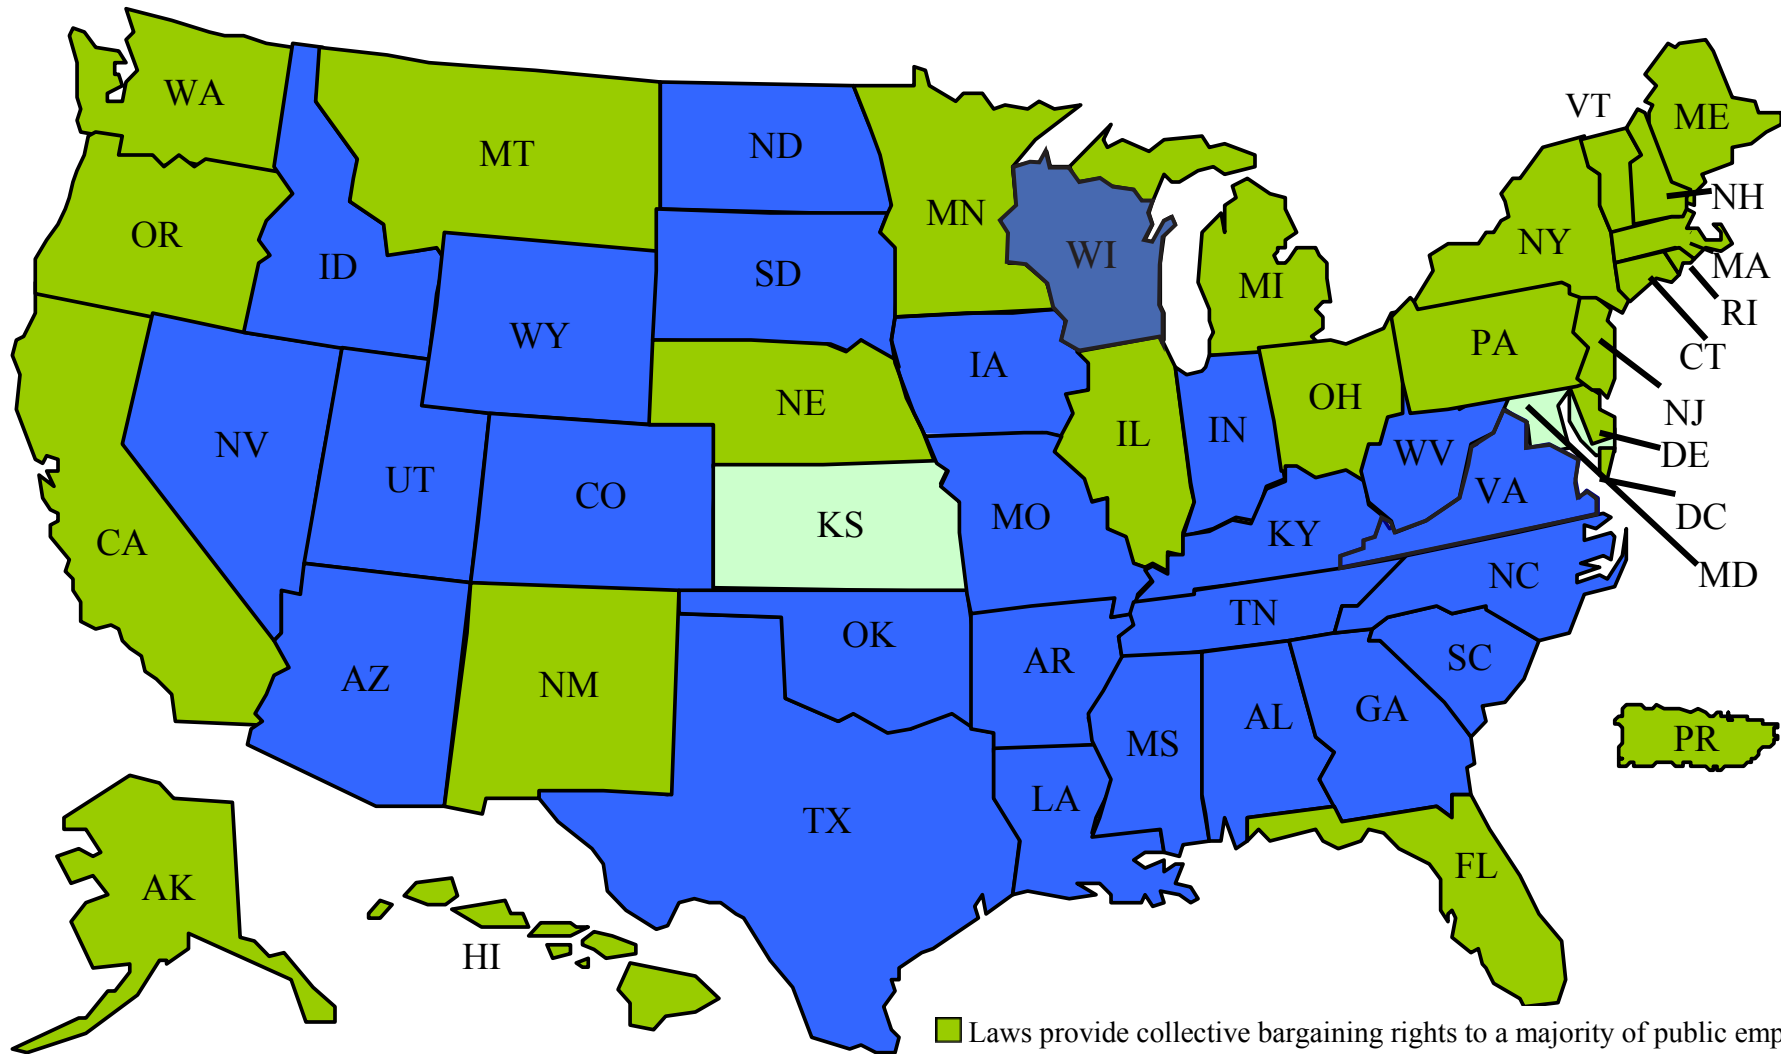 WA
MT
ND
MN
VT
ME
OR
ID
SD
WI
MI
NY
NH
MA
RI
CT
WY
IA
NE
IL
IN
OH
PA
NJ
DE
DC
MD
NV
UT
CO
KS
MO
KY
WV
VA
CA
AZ
NM
OK
AR
TN
NC
SC
TX
LA
MS
AL
GA
FL
PR
AK
HI
Laws provide collective bargaining rights to a majority of public emp